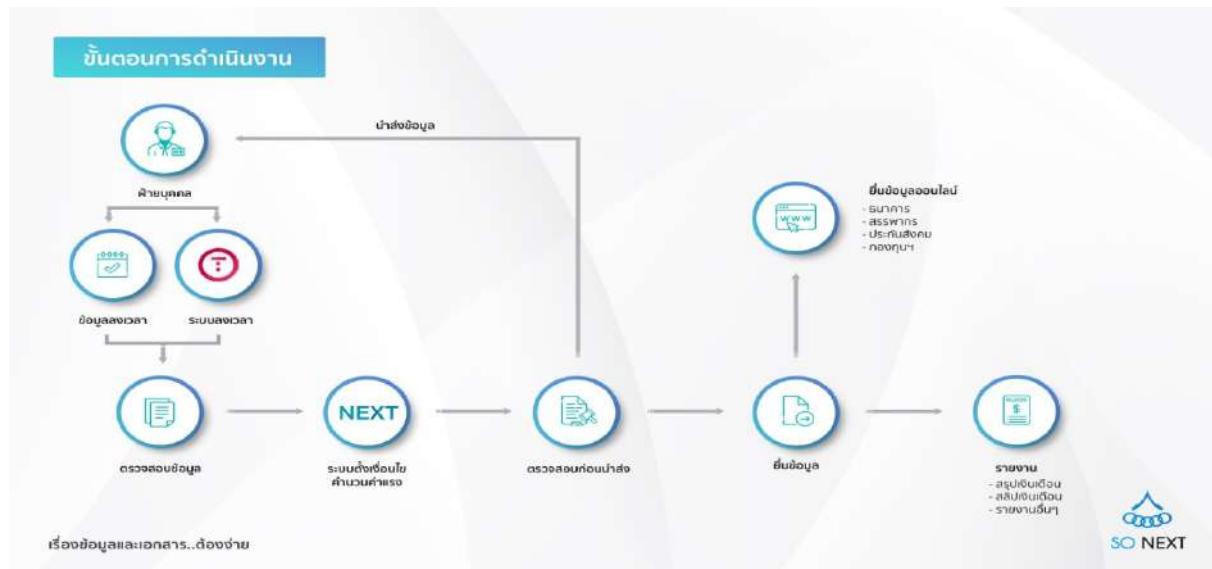 ขั้นตอนการดำเนินงาน
นำส่งข้อมูล
ฝ่ายบุคคล
ข้อมูลลงเวลา
ระบบลงเวลา
www
ยื่นข้อมูลออนไลน์
- ธนาคาร
- สรรพากร
- ประกันสังคม
- กองทุนฯ
NEXT
$
ตรวจสอบข้อมูล
ระบบตั้งเงื่อนไข
คำนวนค่าแรง
ตรวจสอบก่อนนำส่ง
ยื่นข้อมูล
รายงาน
- สรุปเงินเดือน
- สลิปเงินเดือน
- รายงานอื่นๆ
เรื่องข้อมูลและเอกสาร..ต้องง่าย
SO NEXT